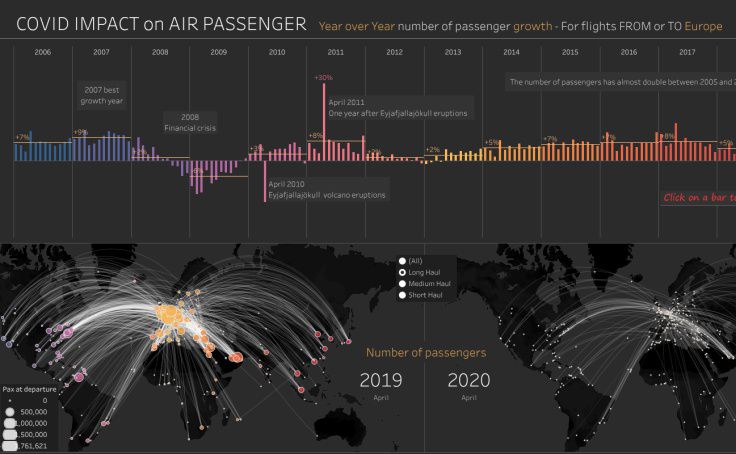 COVID IMPACT on AIR PASSENGER
Year over Year number of passenger growth - For flights FROM or TO Europe
2006 2007 2008 2009 2010 2011 2012 2013 2014 2015 2016 2017
+30%
2007 best
growth year
The number of passengers has almost double between 2005 and 2
April 2011
One year after Eyjafjallajökull eruptions
2008
Financial crisis
+7% +9% +2% -6% +3% +8% +2% +2% +5% +7% +7% +8% +5%
April 2010
Eyjafjallajökull volcano eruptions
Click on a bar to
(All)
Long Haul
Medium Haul
Short Haul
Number of passengers
2019 2020
April April
Pax at departure
0
500,000
1,000,000
1,500,000
1,761,621